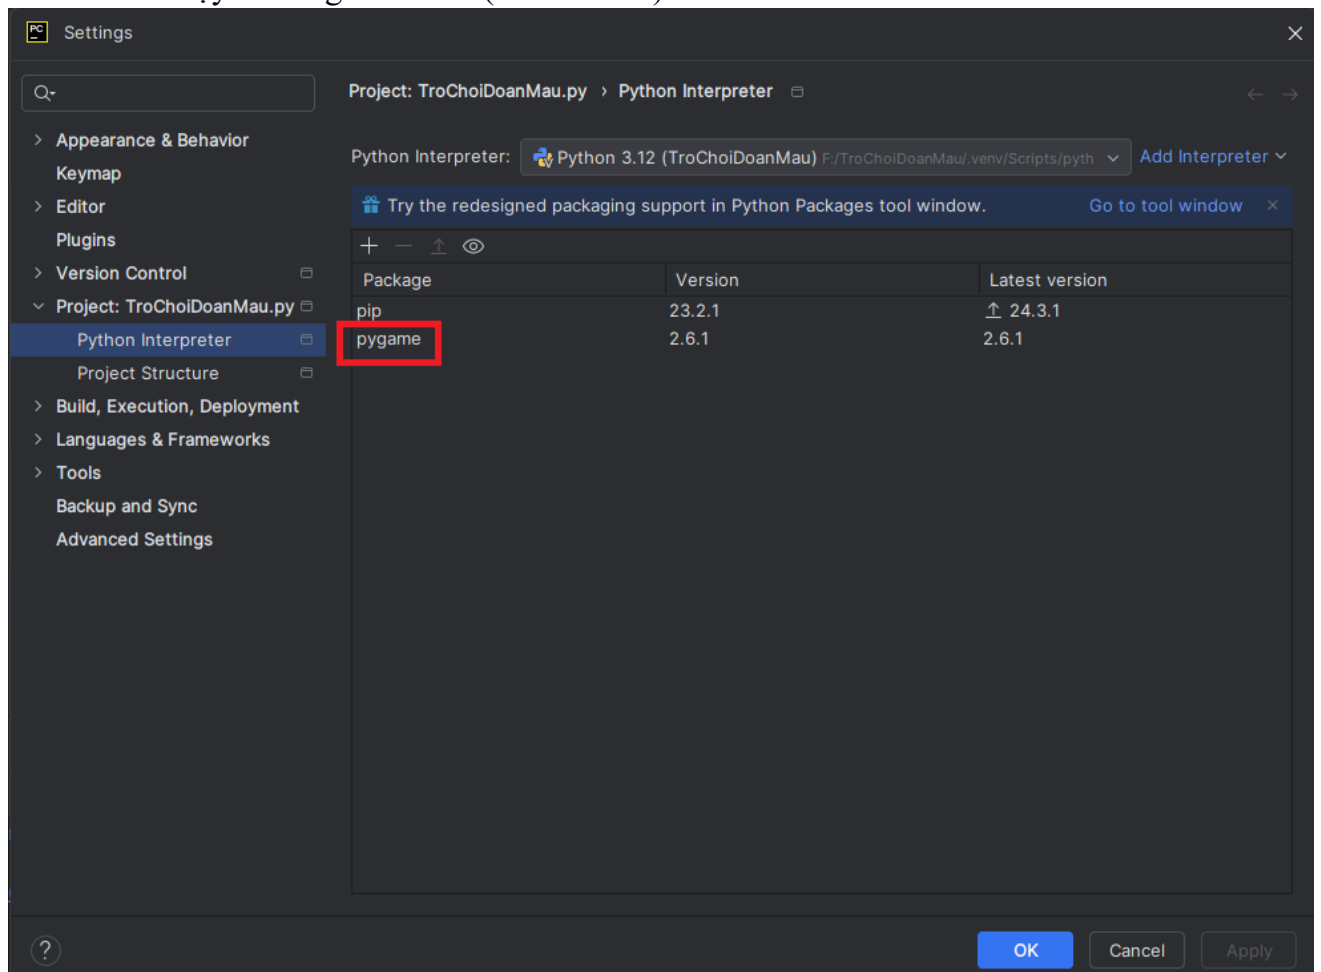 Settings
Project: TroChoiDoanMau.py › Python Interpreter
Appearance & Behavior
Keymap
Editor
Plugins
Version Control
Project: TroChoiDoanMau.py
Python Interpreter
Project Structure
Build, Execution, Deployment
Languages & Frameworks
Tools
Backup and Sync
Advanced Settings
Python Interpreter: Python 3.12 (TroChoiDoanMau) F:/TroChoiDoanMau/.venv/Scripts/pyth Add Interpreter
Try the redesigned packaging support in Python Packages tool window. Go to tool window
Package Version Latest version
pip 23.2.1 24.3.1
pygame 2.6.1 2.6.1
? OK Cancel Apply